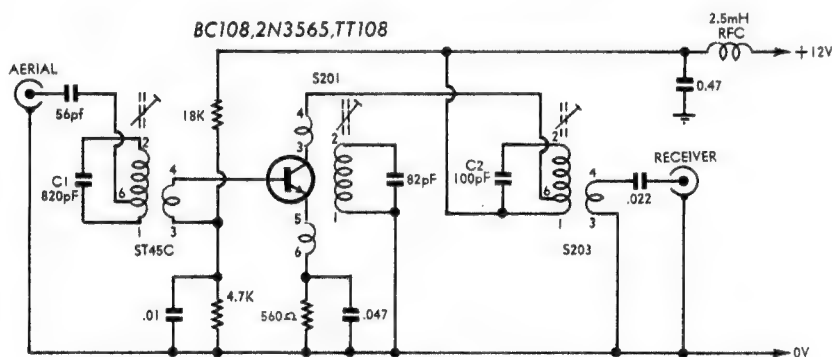 BC108,2N3565,TT108
2.5mH
RFC
+12V
AERIAL
S201
0.47
56pf
18K
4
3
2
1
2
6
1
C1
820pF
4
3
ST45C
82pF
C2
100pF
2
6
1
4
3
RECEIVER
.022
S203
5
6
.01
4.7K
560Ω
.047
0V